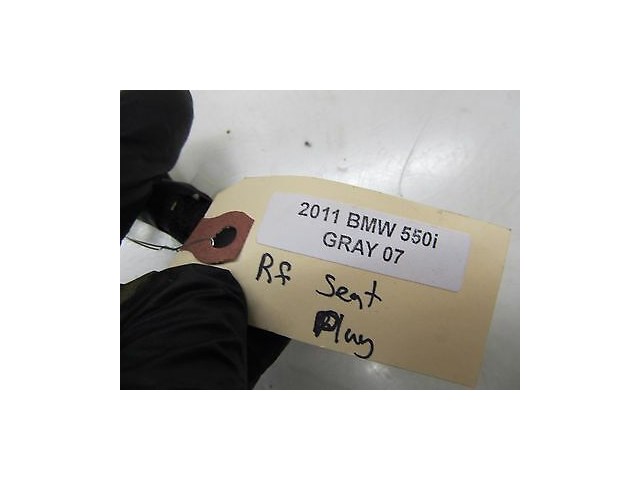 2011 BMW 550i
GRAY 07
Rf Seat
Plug